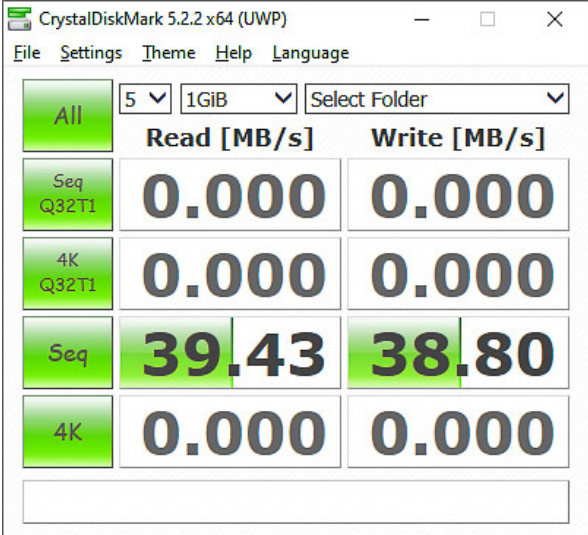 CrystalDiskMark 5.2.2 x64 (UWP)
File Settings Theme Help Language
All 5 1GiB Select Folder
Read [MB/s] Write [MB/s]
Seq
Q32T1 0.000 0.000
4K
Q32T1 0.000 0.000
Seq 39.43 38.80
4K 0.000 0.000